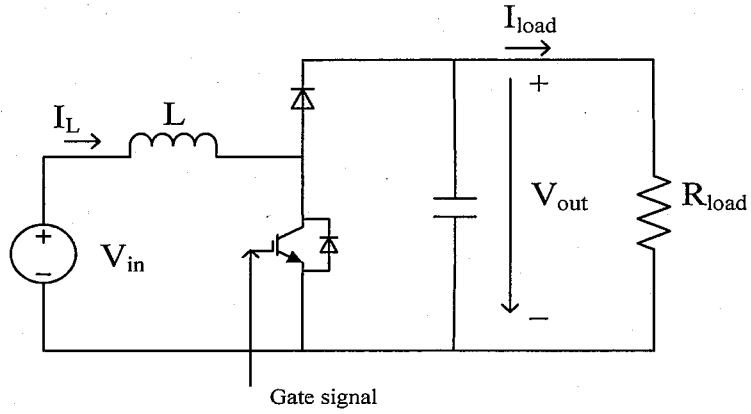 I_load
I_L
L
+
+
−
V_in
V_out
R_load
−
Gate signal